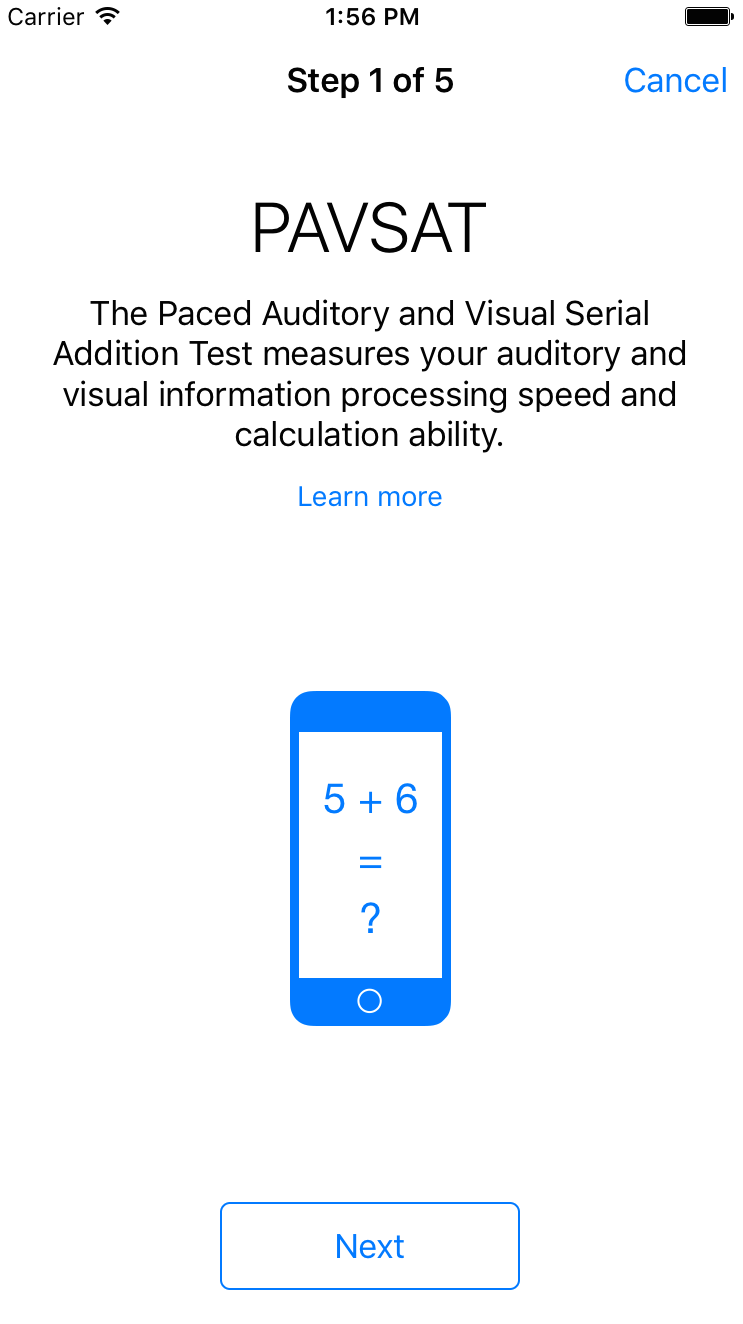 Carrier 1:56 PM
Step 1 of 5 Cancel
PAVSAT
The Paced Auditory and Visual Serial
Addition Test measures your auditory and
visual information processing speed and
calculation ability.
Learn more
5 + 6
=
?
Next